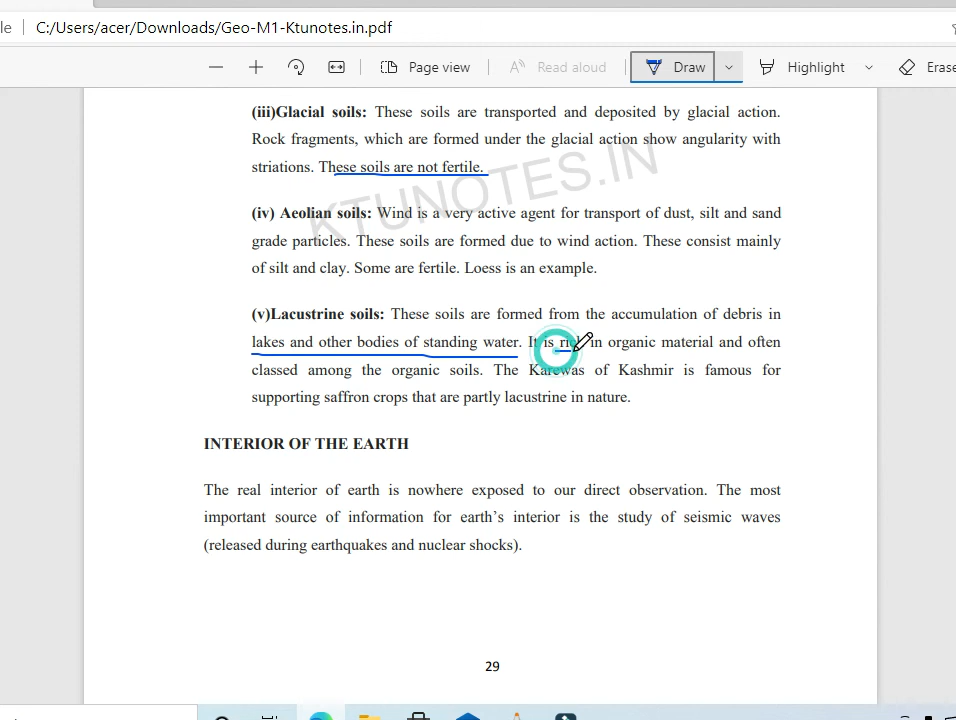 le C:/Users/acer/Downloads/Geo-M1-Ktunotes.in.pdf
Page view Read aloud Draw Highlight Erase
(iii)Glacial soils: These soils are transported and deposited by glacial action.
Rock fragments, which are formed under the glacial action show angularity with
striations. These soils are not fertile.
KTUNOTES.IN
(iv) Aeolian soils: Wind is a very active agent for transport of dust, silt and sand
grade particles. These soils are formed due to wind action. These consist mainly
of silt and clay. Some are fertile. Loess is an example.
(v)Lacustrine soils: These soils are formed from the accumulation of debris in
lakes and other bodies of standing water. It is rich in organic material and often
classed among the organic soils. The Karewas of Kashmir is famous for
supporting saffron crops that are partly lacustrine in nature.
INTERIOR OF THE EARTH
The real interior of earth is nowhere exposed to our direct observation. The most
important source of information for earth’s interior is the study of seismic waves
(released during earthquakes and nuclear shocks).
29